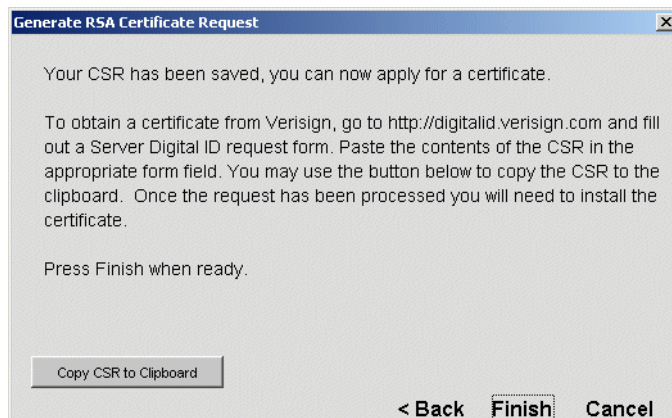 Generate RSA Certificate Request
Your CSR has been saved, you can now apply for a certificate.
To obtain a certificate from Verisign, go to http://digitalid.verisign.com and fill
out a Server Digital ID request form. Paste the contents of the CSR in the
appropriate form field. You may use the button below to copy the CSR to the
clipboard.  Once the request has been processed you will need to install the
certificate.
Press Finish when ready.
Copy CSR to Clipboard
< Back Finish Cancel